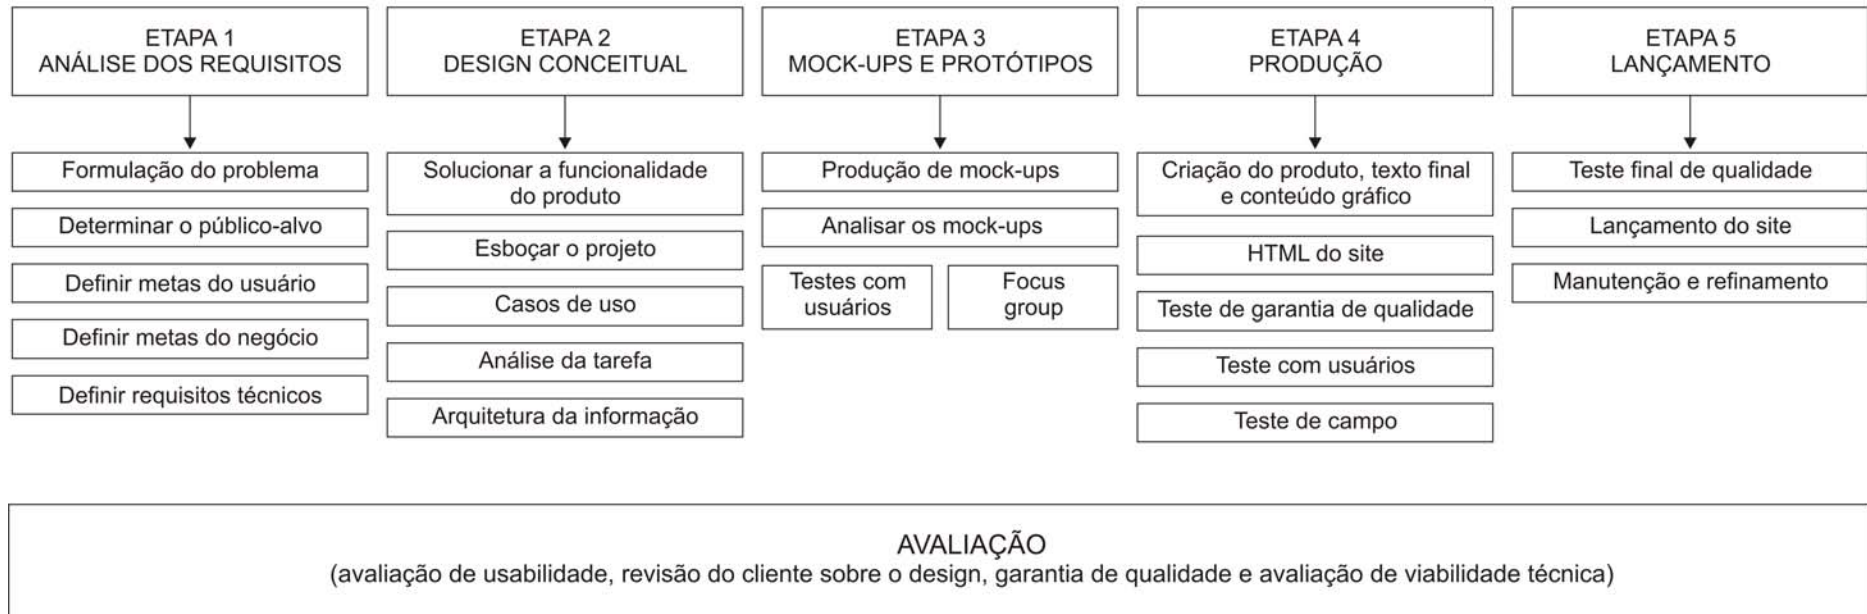 ETAPA 1
ANÁLISE DOS REQUISITOS
Formulação do problema
Determinar o público-alvo
Definir metas do usuário
Definir metas do negócio
Definir requisitos técnicos
ETAPA 2
DESIGN CONCEITUAL
Solucionar a funcionalidade
do produto
Esboçar o projeto
Casos de uso
Análise da tarefa
Arquitetura da informação
ETAPA 3
MOCK-UPS E PROTÓTIPOS
Produção de mock-ups
Analisar os mock-ups
Testes com
usuários
Focus
group
ETAPA 4
PRODUÇÃO
Criação do produto, texto final
e conteúdo gráfico
HTML do site
Teste de garantia de qualidade
Teste com usuários
Teste de campo
ETAPA 5
LANÇAMENTO
Teste final de qualidade
Lançamento do site
Manutenção e refinamento
AVALIAÇÃO
(avaliação de usabilidade, revisão do cliente sobre o design, garantia de qualidade e avaliação de viabilidade técnica)